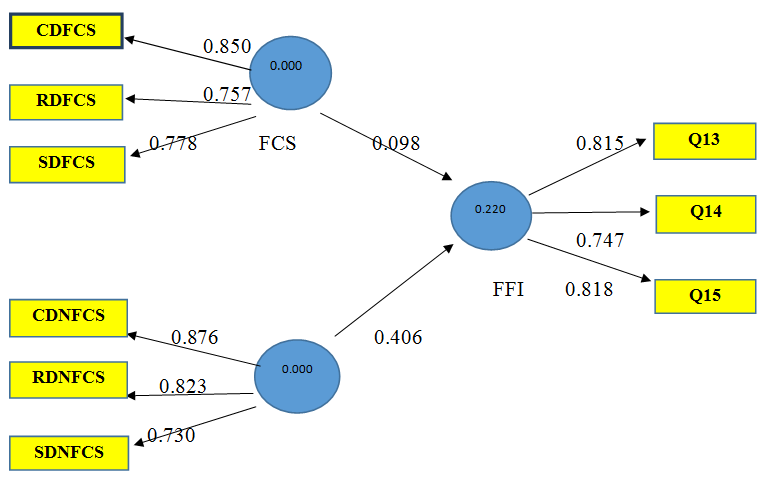 CDFCS
0.850
0.000
RDFCS
0.757
SDFCS
0.778
FCS
0.098
0.815
Q13
0.220
Q14
0.747
FFI
0.818
Q15
CDNFCS
0.876
0.406
RDNFCS
0.823
0.000
0.730
SDNFCS